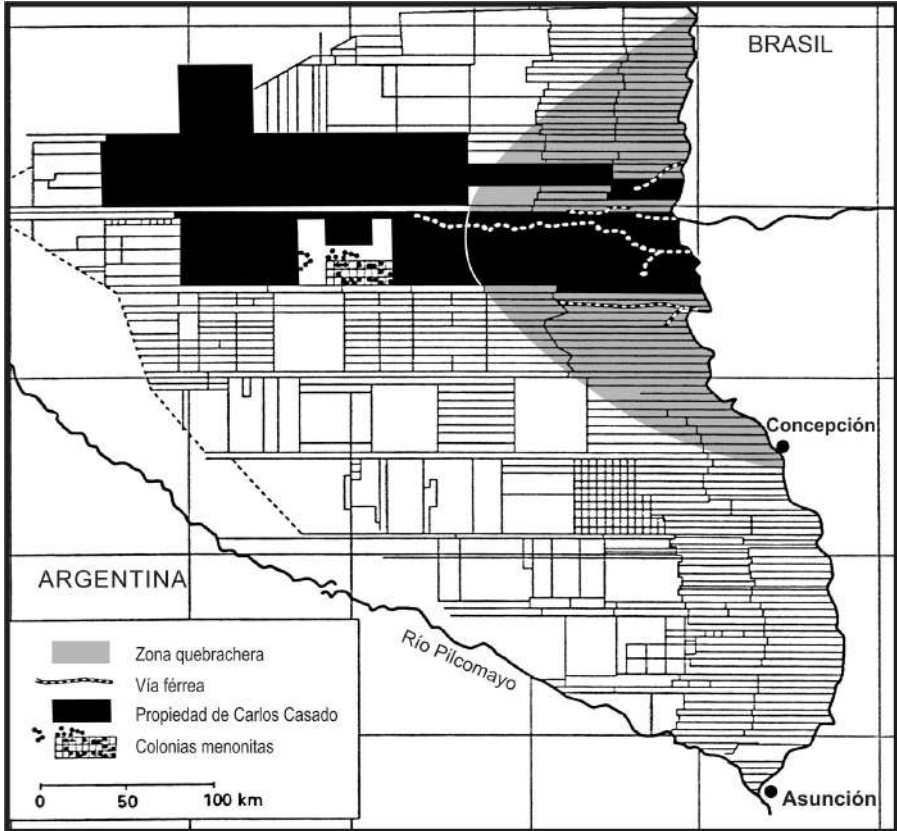 BRASIL
Concepción
ARGENTINA
Río Pilcomayo
Zona quebrachera
Vía férrea
Propiedad de Carlos Casado
Colonias menonitas
0 50 100 km
Asunción